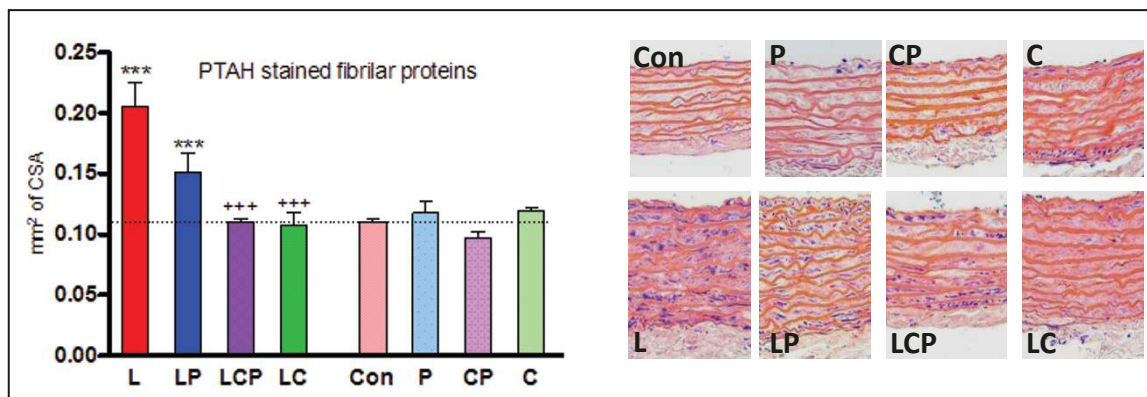 PTAH stained fibrilar proteins
mm² of CSA
0.25
0.20
0.15
0.10
0.05
0.00
***
***
+++
+++
L LP LCP LC Con P CP C
Con P CP C
L LP LCP LC